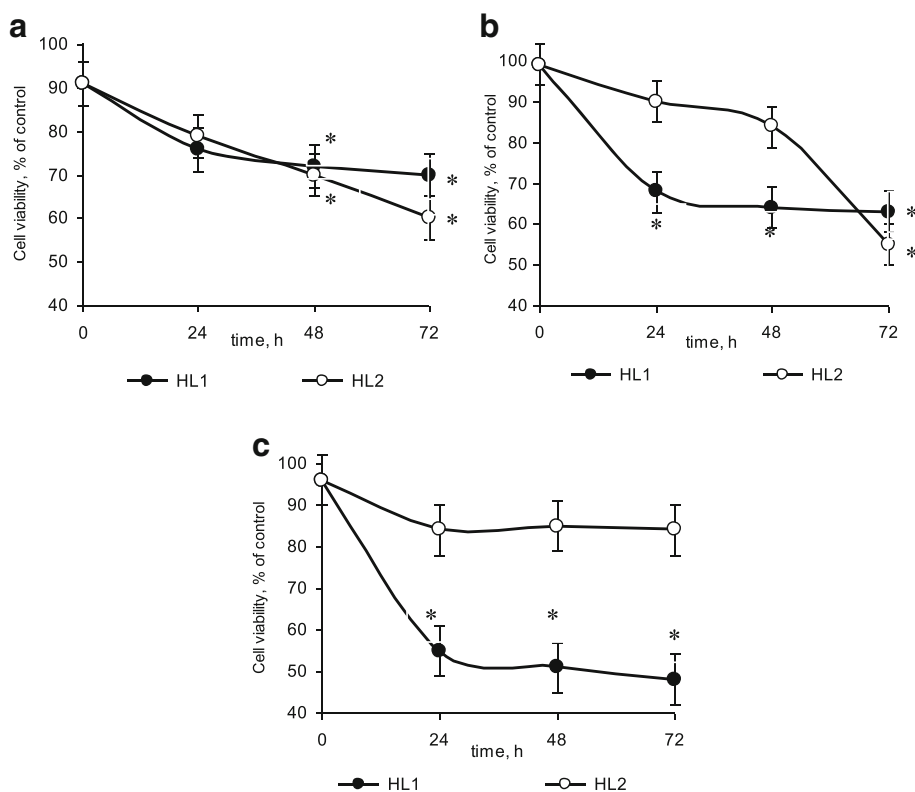 a
Cell viability, % of control
100
90
80
70
60
50
40
*
*
*
*
0 24 48 72
time, h
HL1 HL2
b
Cell viability, % of control
100
90
80
70
60
50
40
*
*
*
*
0 24 48 72
time, h
HL1 HL2
c
Cell viability, % of control
100
90
80
70
60
50
40
*
*
*
0 24 48 72
time, h
HL1 HL2